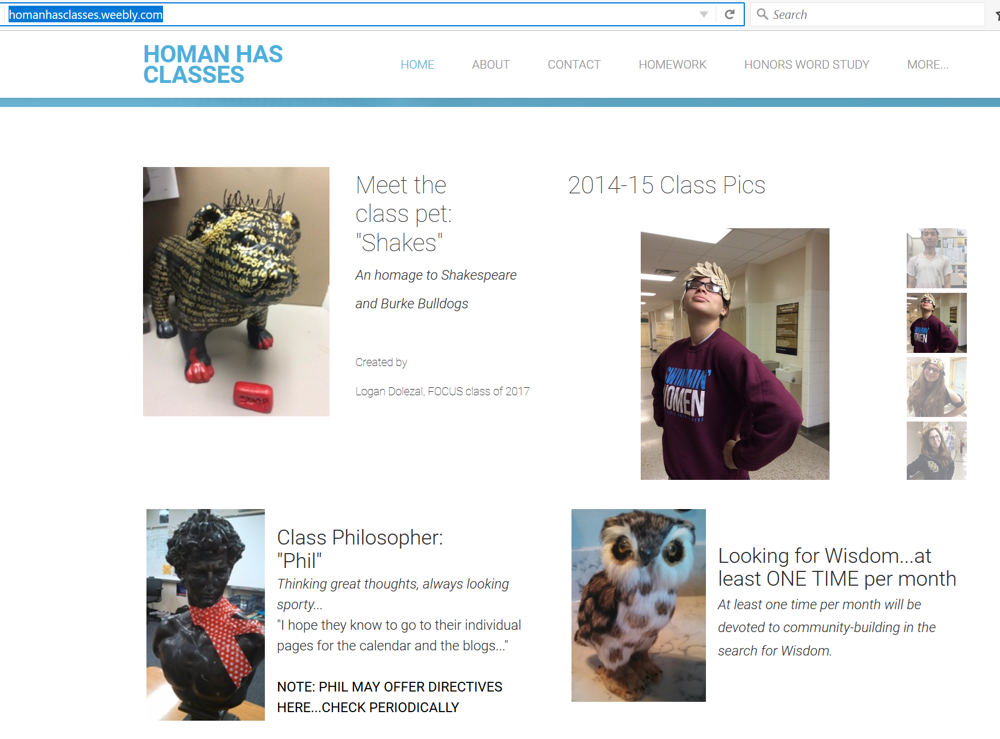 homanhasclasses.weebly.com
Search
HOMAN HAS
CLASSES
HOME
ABOUT
CONTACT
HOMEWORK
HONORS WORD STUDY
MORE...
Meet the
class pet:
"Shakes"
An homage to Shakespeare
and Burke Bulldogs
Created by
Logan Dolezal, FOCUS class of 2017
2014-15 Class Pics
SWIMMIN'
WOMEN
Class Philosopher:
"Phil"
Thinking great thoughts, always looking
sporty...
"I hope they know to go to their individual
pages for the calendar and the blogs..."
NOTE: PHIL MAY OFFER DIRECTIVES
HERE...CHECK PERIODICALLY
Looking for Wisdom...at
least ONE TIME per month
At least one time per month will be
devoted to community-building in the
search for Wisdom.